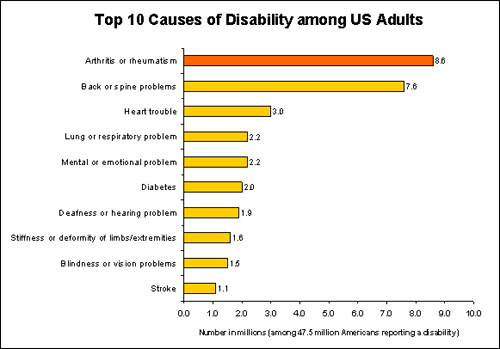 Top 10 Causes of Disability among US Adults
Arthritis or rheumatism 8.6
Back or spine problems 7.6
Heart trouble 3.0
Lung or respiratory problem 2.2
Mental or emotional problem 2.2
Diabetes 2.0
Deafness or hearing problem 1.9
Stiffness or deformity of limbs/extremities 1.6
Blindness or vision problems 1.5
Stroke 1.1
0.0 1.0 2.0 3.0 4.0 5.0 6.0 7.0 8.0 9.0 10.0
Number in millions (among 47.5 million Americans reporting a disability)